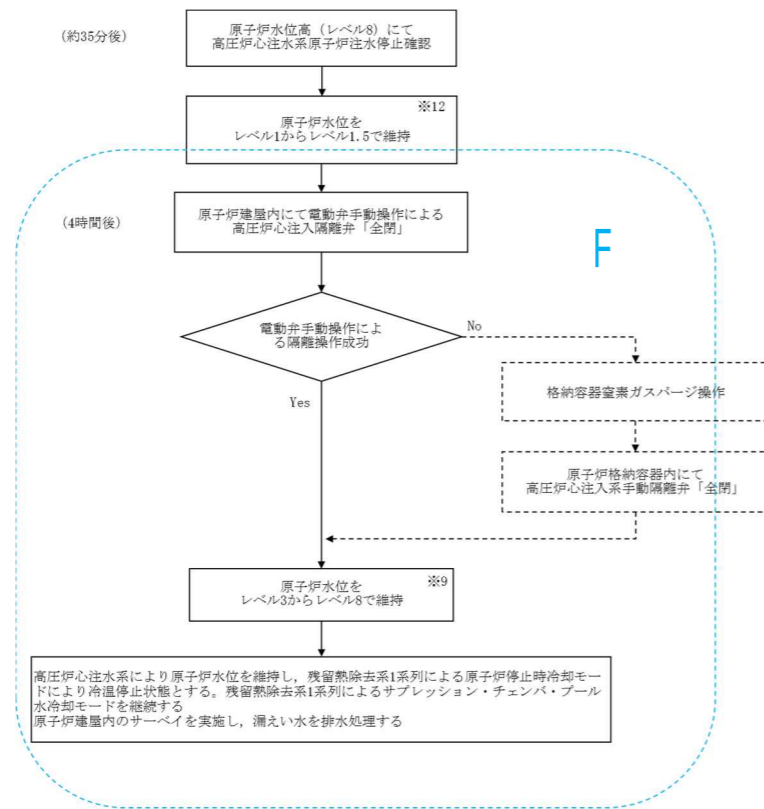 (約35分後)
原子炉水位高（レベル8）にて
高圧炉心注水系原子炉注水停止確認
※12
原子炉水位を
レベル1からレベル1.5で維持
(4時間後)
原子炉建屋内にて電動弁手動操作による
高圧炉心注入隔離弁「全閉」
F
電動弁手動操作によ
る隔離操作成功
No
Yes
格納容器窒素ガスパージ操作
原子炉格納容器内にて
高圧炉心注入系手動隔離弁「全閉」
※9
原子炉水位を
レベル3からレベル8で維持
高圧炉心注水系により原子炉水位を維持し，残留熱除去系1系列による原子炉停止時冷却モー
ドにより冷温停止状態とする。残留熱除去系1系列によるサプレッション・チェンバ・プール
水冷却モードを継続する
原子炉建屋内のサーベイを実施し，漏えい水を排水処理する